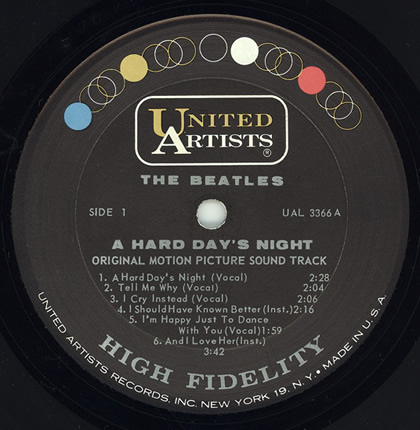 UNITED
ARTISTS
®
THE BEATLES
SIDE 1
UAL 3366 A
A HARD DAY'S NIGHT
ORIGINAL MOTION PICTURE SOUND TRACK
1. A Hard Day's Night (Vocal) 2:28
2. Tell Me Why (Vocal) 2:04
3. I Cry Instead (Vocal) 2:06
4. I Should Have Known Better (Inst.) 2:16
5. I'm Happy Just To Dance
With You (Vocal) 1:59
6. And I Love Her (Inst.)
3:42
HIGH FIDELITY
UNITED ARTISTS RECORDS, INC. NEW YORK 19, N.Y. • MADE IN U.S.A.